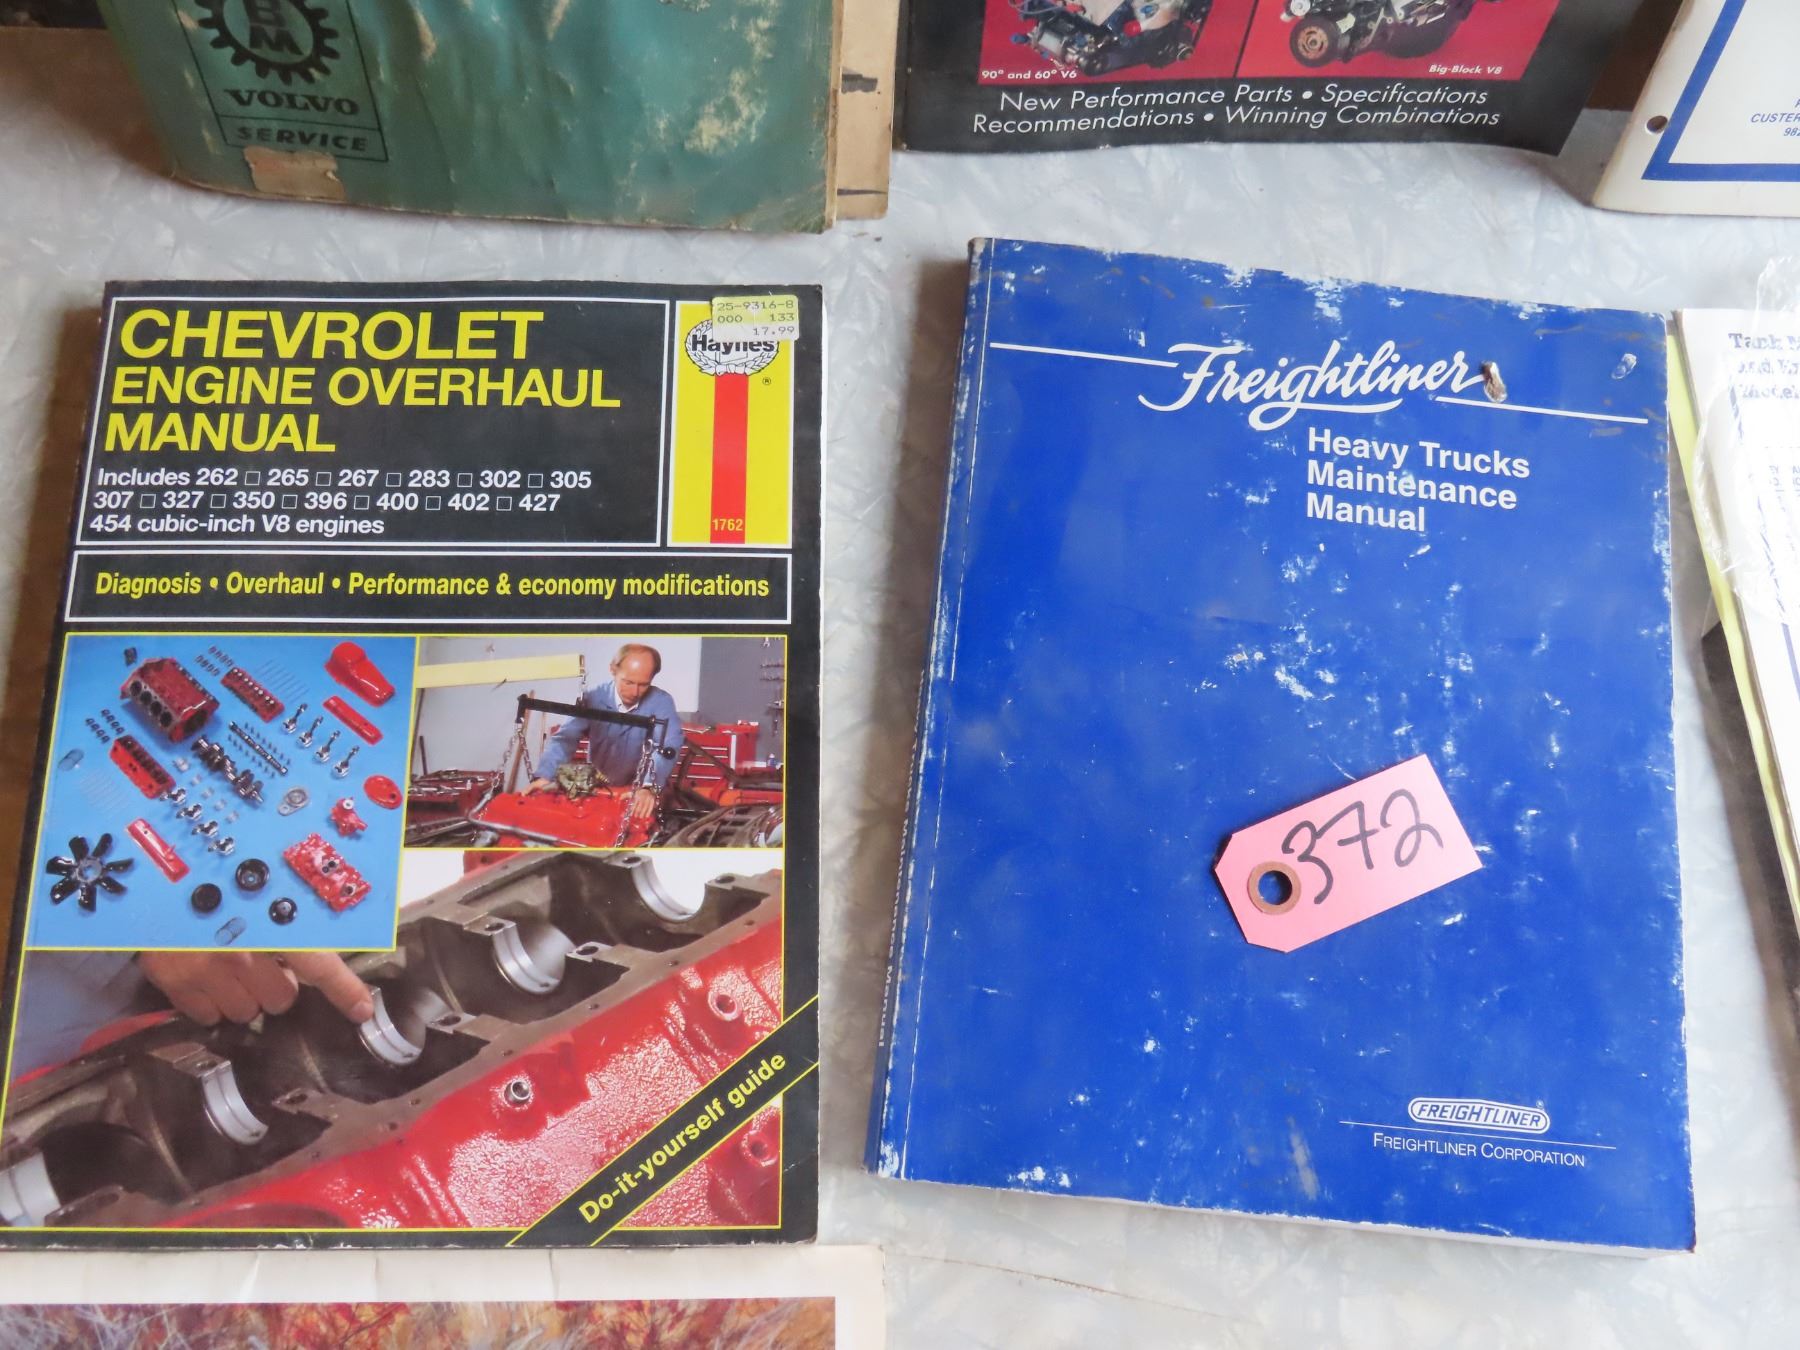 BM
VOLVO
SERVICE
90° and 60° V6
Big-Block V8
New Performance Parts • Specifications
Recommendations • Winning Combinations
CUSTER
CHEVROLET
ENGINE OVERHAUL
MANUAL
Includes 262 □ 265 □ 267 □ 283 □ 302 □ 305
307 □ 327 □ 350 □ 396 □ 400 □ 402 □ 427
454 cubic-inch V8 engines
25-9316-8
000 133
17.99
Haynes
®
1762
Diagnosis • Overhaul • Performance & economy modifications
Do-it-yourself guide
Freightliner
Heavy Trucks
Maintenance
Manual
372
FREIGHTLINER
FREIGHTLINER CORPORATION
Tank M
Model